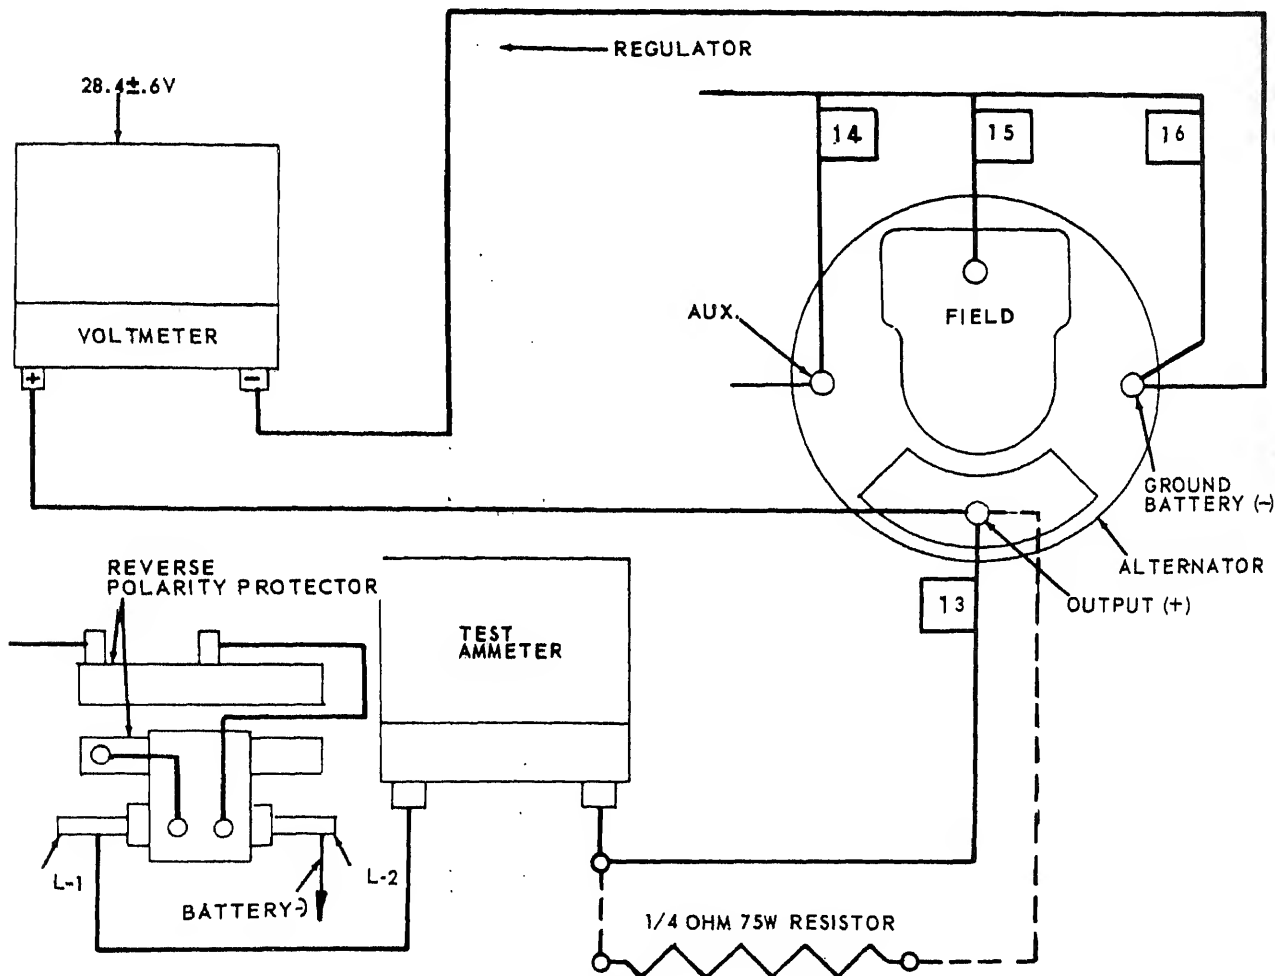 REGULATOR
28.4±.6V
14
15
16
AUX.
FIELD
VOLTMETER
+
-
GROUND
BATTERY (-)
REVERSE
POLARITY PROTECTOR
ALTERNATOR
TEST
AMMETER
13
OUTPUT (+)
L-1
L-2
BATTERY-)
1/4 OHM 75W RESISTOR